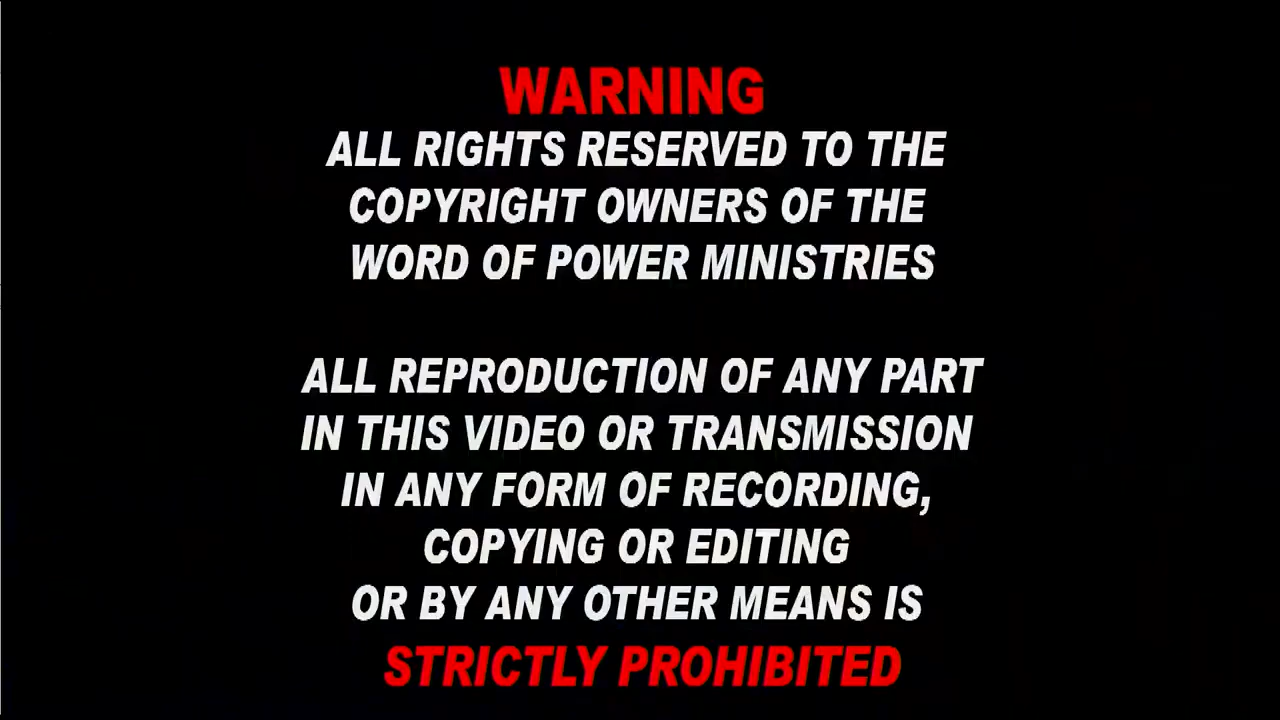 WARNING
ALL RIGHTS RESERVED TO THE
COPYRIGHT OWNERS OF THE
WORD OF POWER MINISTRIES
ALL REPRODUCTION OF ANY PART
IN THIS VIDEO OR TRANSMISSION
IN ANY FORM OF RECORDING,
COPYING OR EDITING
OR BY ANY OTHER MEANS IS
STRICTLY PROHIBITED